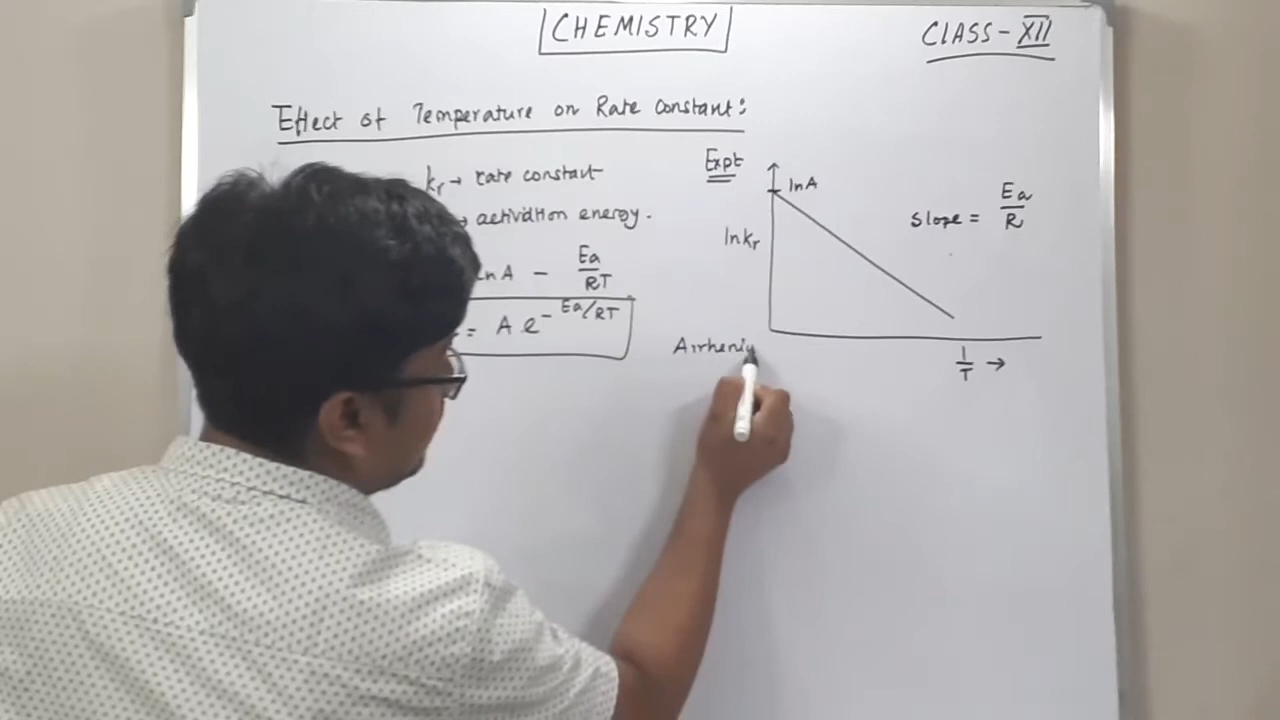 CHEMISTRY
CLASS - XII
Effect of Temperature on Rate Constant:
kr → rate constant
→ activation energy.
lnA - Ea/RT
= A e^-Ea/RT
Expt
lnA
lnkr
Slope = Ea/R
1/T →
Arrheniu